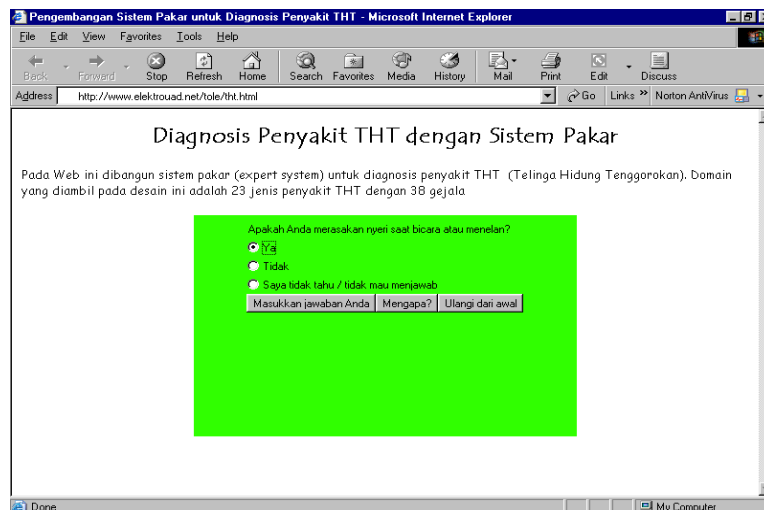 Pengembangan Sistem Pakar untuk Diagnosis Penyakit THT - Microsoft Internet Explorer
File Edit View Favorites Tools Help
Back Forward Stop Refresh Home Search Favorites Media History Mail Print Edit Discuss
Address http://www.elektrouad.net/tole/tht.html Go Links » Norton AntiVirus
Diagnosis Penyakit THT dengan Sistem Pakar
Pada Web ini dibangun sistem pakar (expert system) untuk diagnosis penyakit THT (Telinga Hidung Tenggorokan). Domain
yang diambil pada desain ini adalah 23 jenis penyakit THT dengan 38 gejala
Apakah Anda merasakan nyeri saat bicara atau menelan?
Ya
Tidak
Saya tidak tahu / tidak mau menjawab
Masukkan jawaban Anda Mengapa? Ulangi dari awal
Done My Computer